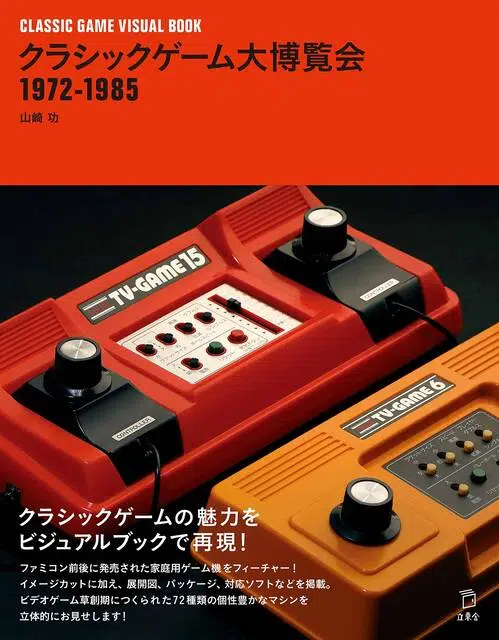 CLASSIC GAME VISUAL BOOK
クラシックゲーム大博覧会
1972-1985
山崎 功
TV-GAME 15
CONTROLLER
CONTROLLER
TV-GAME 6
クラシックゲームの魅力を
ビジュアルブックで再現！
ファミコン前後に発売された家庭用ゲーム機をフィーチャー！
イメージカットに加え、展開図、パッケージ、対応ソフトなどを掲載。
ビデオゲーム草創期につくられた72種類の個性豊かなマシンを
立体的にお見せします！
立東舎